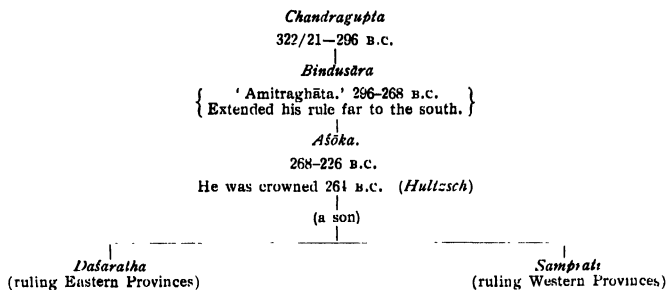 Chandragupta
322/21—296 B.C.
Bindusāra
{ ' Amitraghāta.' 296–268 B.C. }
{ Extended his rule far to the south. }
Aśōka.
268–226 B.C.
He was crowned 264 B.C. (Hultzsch)
(a son)
Daśaratha Samprati
(ruling Eastern Provinces) (ruling Western Provinces)